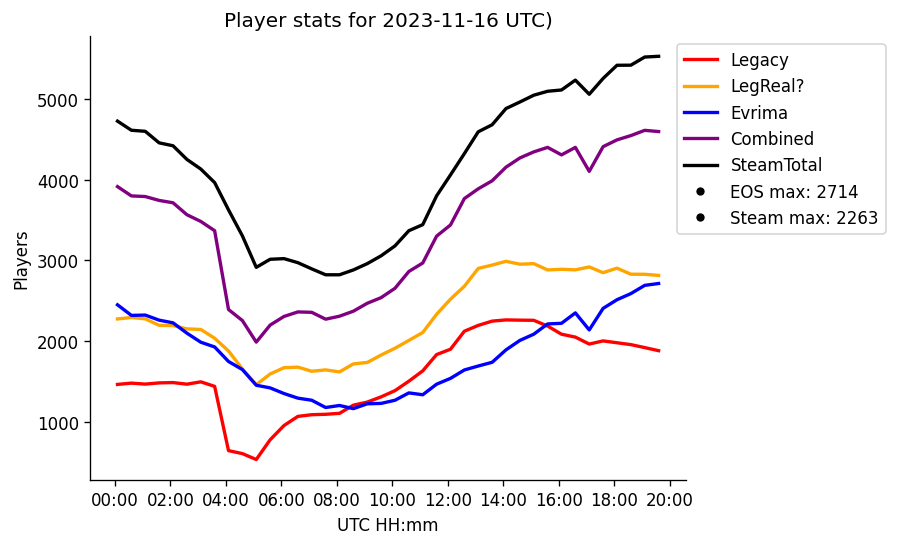 Player stats for 2023-11-16 UTC)
Legacy
LegReal?
Evrima
Combined
SteamTotal
EOS max: 2714
Steam max: 2263
Players
5000
4000
3000
2000
1000
00:00 02:00 04:00 06:00 08:00 10:00 12:00 14:00 16:00 18:00 20:00
UTC HH:mm